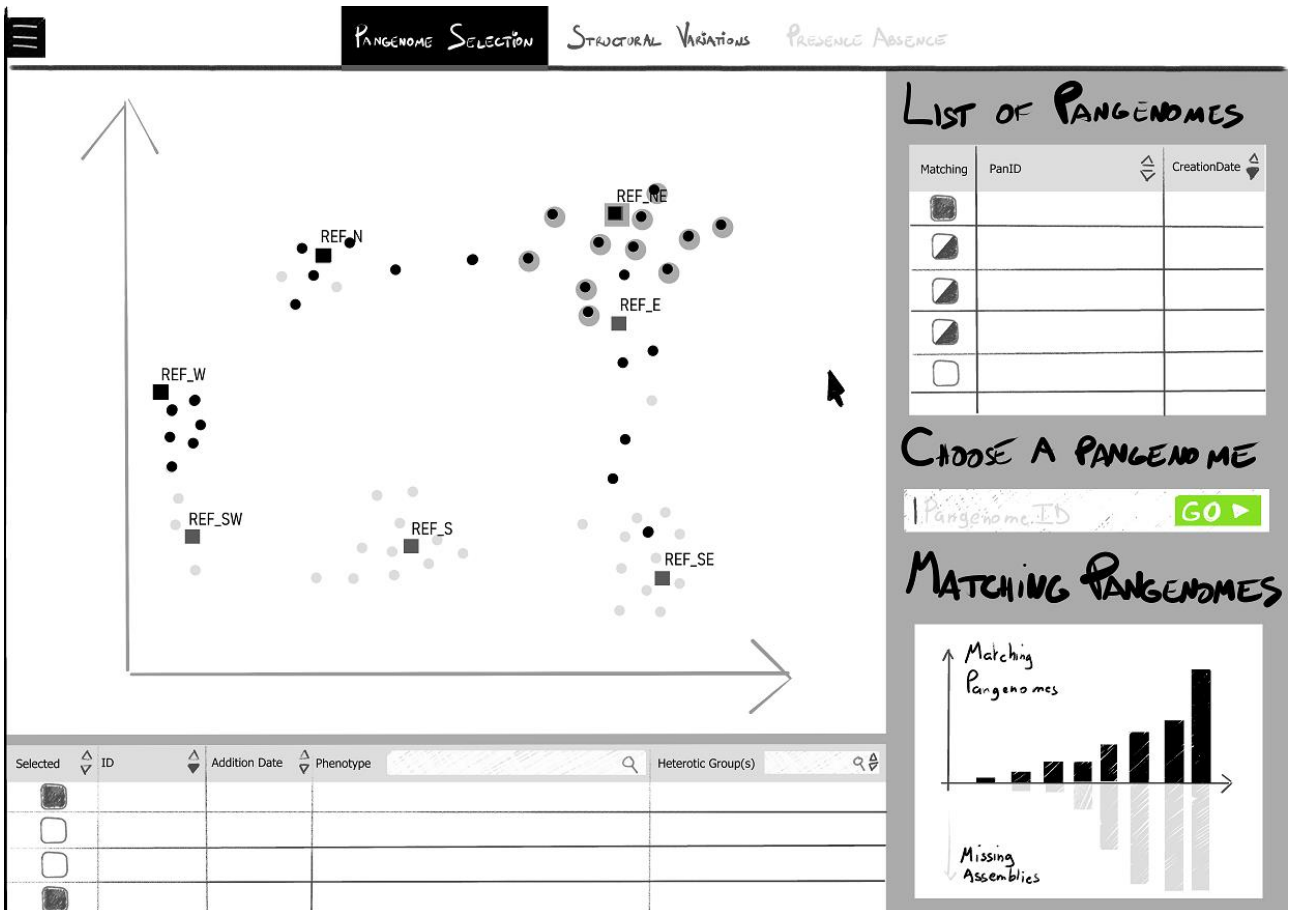 PANGENOME SELECTION
STRUCTURAL VARIATIONS
PRESENCE ABSENCE
REF_NE
REF_N
REF_E
REF_W
REF_SW
REF_S
REF_SE
Selected ID Addition Date Phenotype Heterotic Group(s)
LIST OF PANGENOMES
Matching PanID CreationDate
CHOOSE A PANGENOME
Pangenome.ID GO
MATCHING PANGENOMES
Matching
Pangenomes
Missing
Assemblies